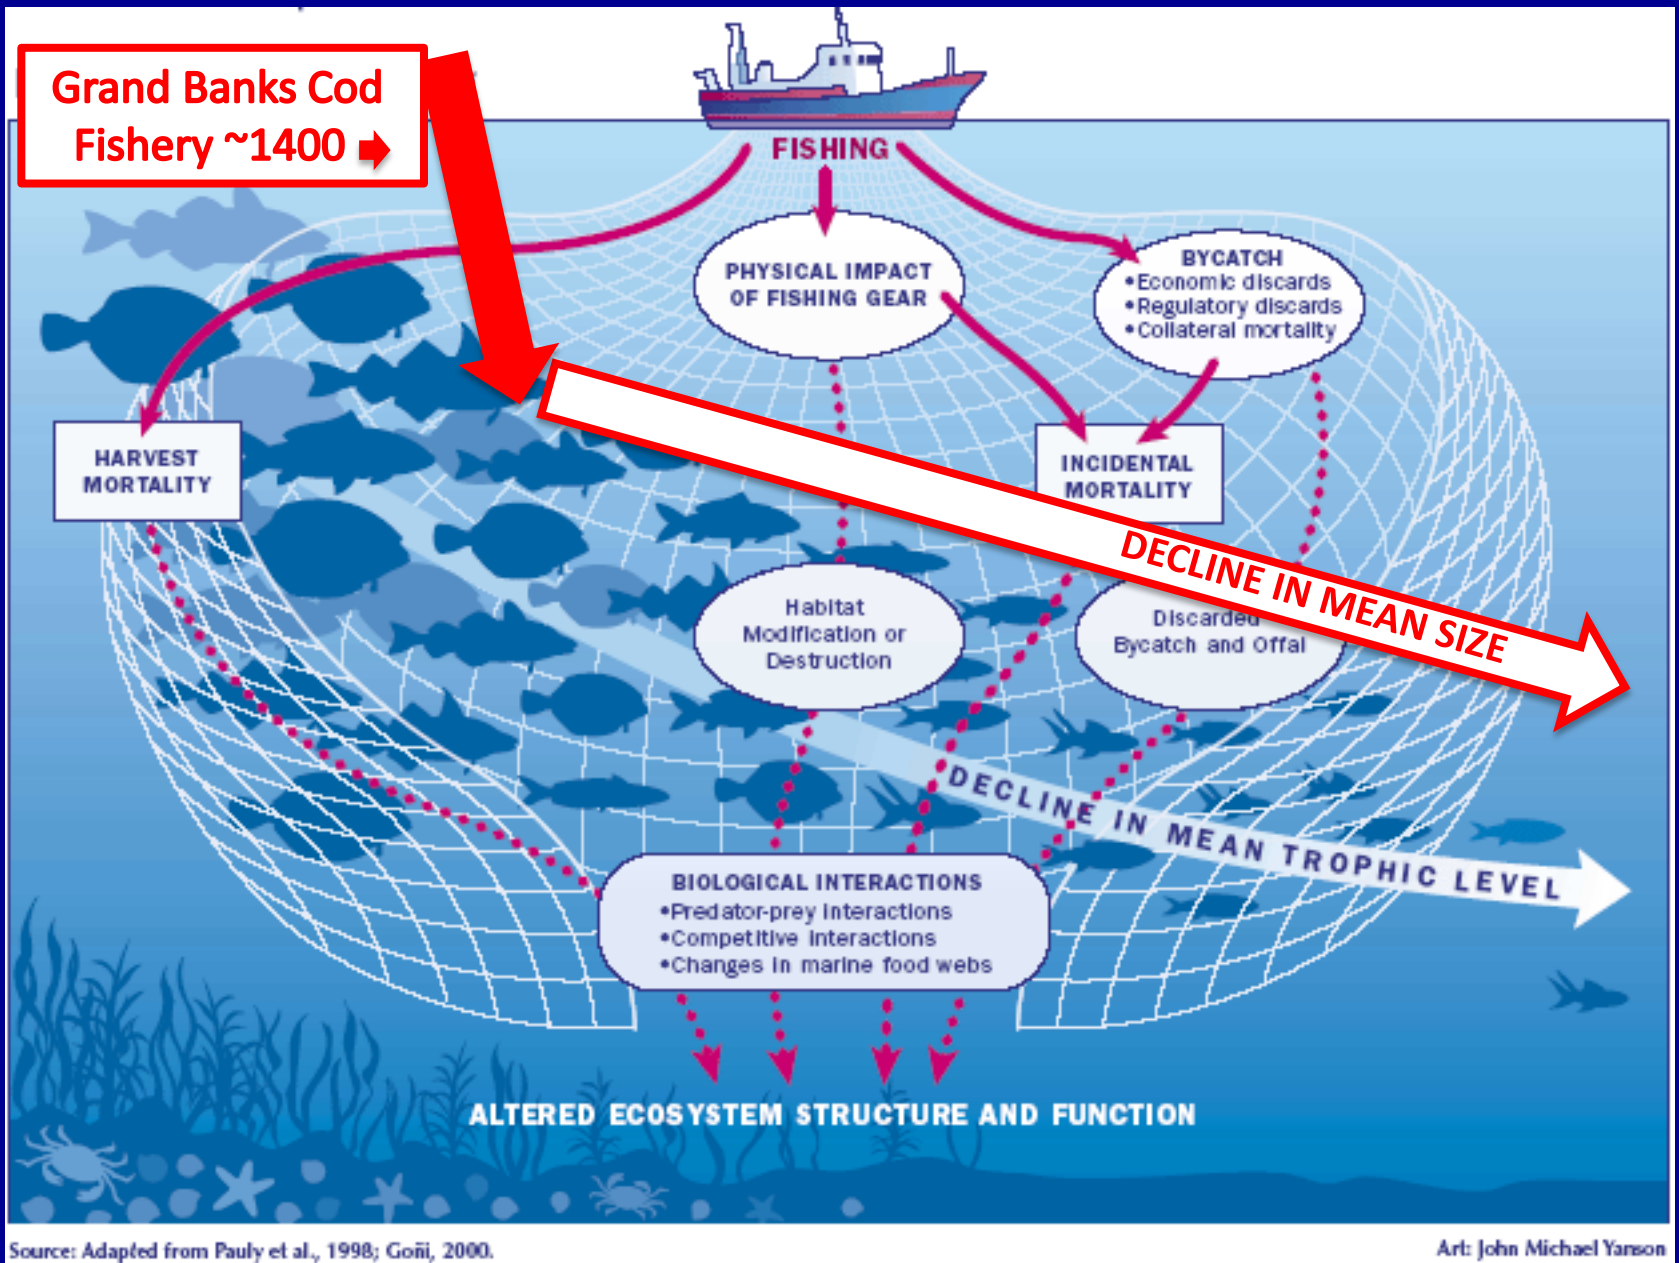 Grand Banks Cod
Fishery ~1400
FISHING
PHYSICAL IMPACT
OF FISHING GEAR
BYCATCH
•Economic discards
•Regulatory discards
•Collateral mortality
HARVEST
MORTALITY
INCIDENTAL
MORTALITY
DECLINE IN MEAN SIZE
Habitat
Modification or
Destruction
Discarded
Bycatch and Offal
DECLINE IN MEAN TROPHIC LEVEL
BIOLOGICAL INTERACTIONS
•Predator-prey interactions
•Competitive interactions
•Changes in marine food webs
ALTERED ECOSYSTEM STRUCTURE AND FUNCTION
Source: Adapted from Pauly et al., 1998; Goñi, 2000.
Art: John Michael Yanson